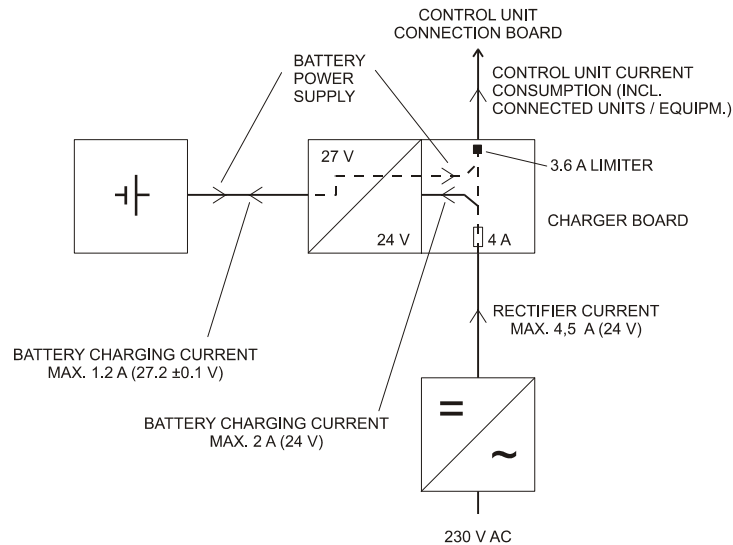 CONTROL UNIT
CONNECTION BOARD
BATTERY
POWER
SUPPLY
CONTROL UNIT CURRENT
CONSUMPTION (INCL.
CONNECTED UNITS / EQUIPM.)
27 V
3.6 A LIMITER
CHARGER BOARD
24 V
4 A
RECTIFIER CURRENT
MAX. 4,5 A (24 V)
BATTERY CHARGING CURRENT
MAX. 1.2 A (27.2 ±0.1 V)
BATTERY CHARGING CURRENT
MAX. 2 A (24 V)
=
~
230 V AC